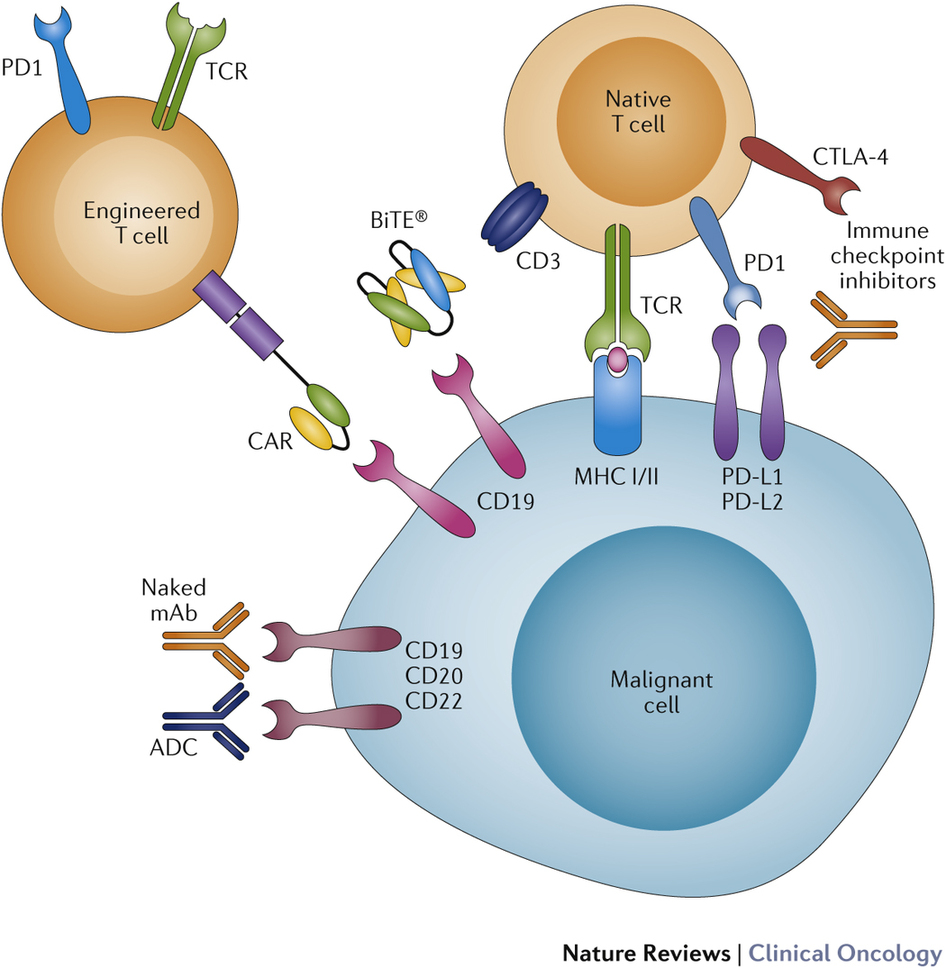 PD1
TCR
Engineered
T cell
BiTE®
CD3
Native
T cell
CTLA-4
Immune
checkpoint
inhibitors
PD1
TCR
CAR
CD19
MHC I/II
PD-L1
PD-L2
Naked
mAb
ADC
CD19
CD20
CD22
Malignant
cell
Nature Reviews | Clinical Oncology